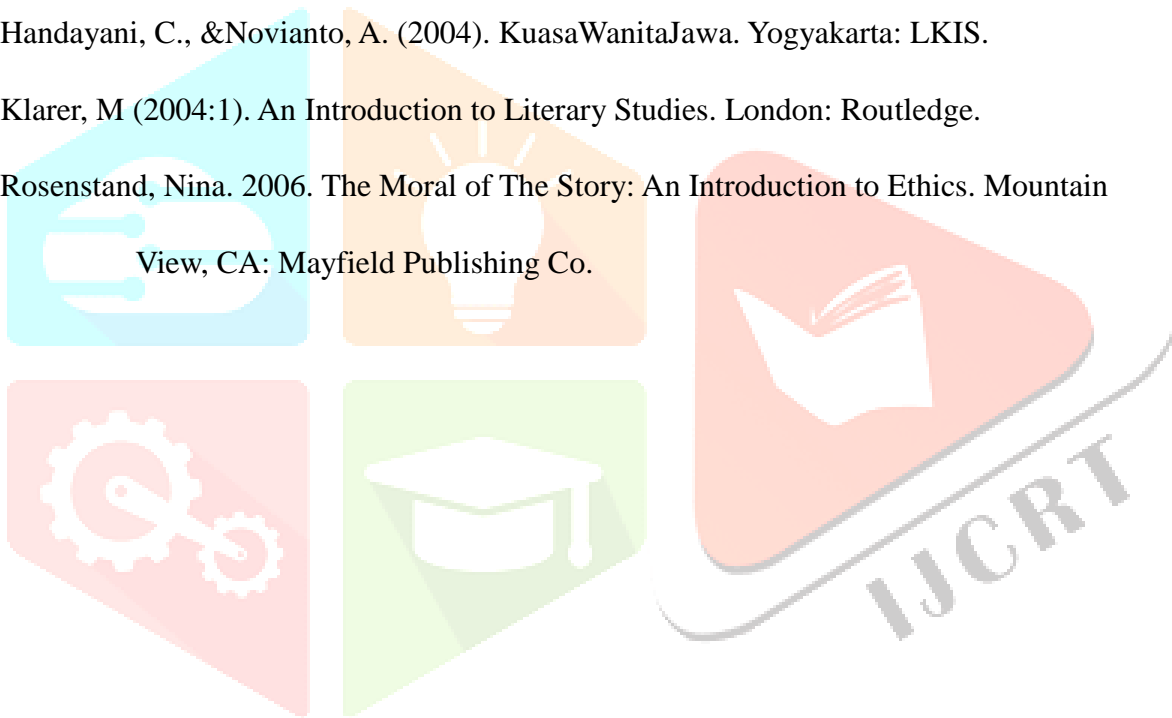 Handayani, C., &Novianto, A. (2004). KuasaWanitaJawa. Yogyakarta: LKIS.
Klarer, M (2004:1). An Introduction to Literary Studies. London: Routledge.
Rosenstand, Nina. 2006. The Moral of The Story: An Introduction to Ethics. Mountain
View, CA: Mayfield Publishing Co.
IJCRT